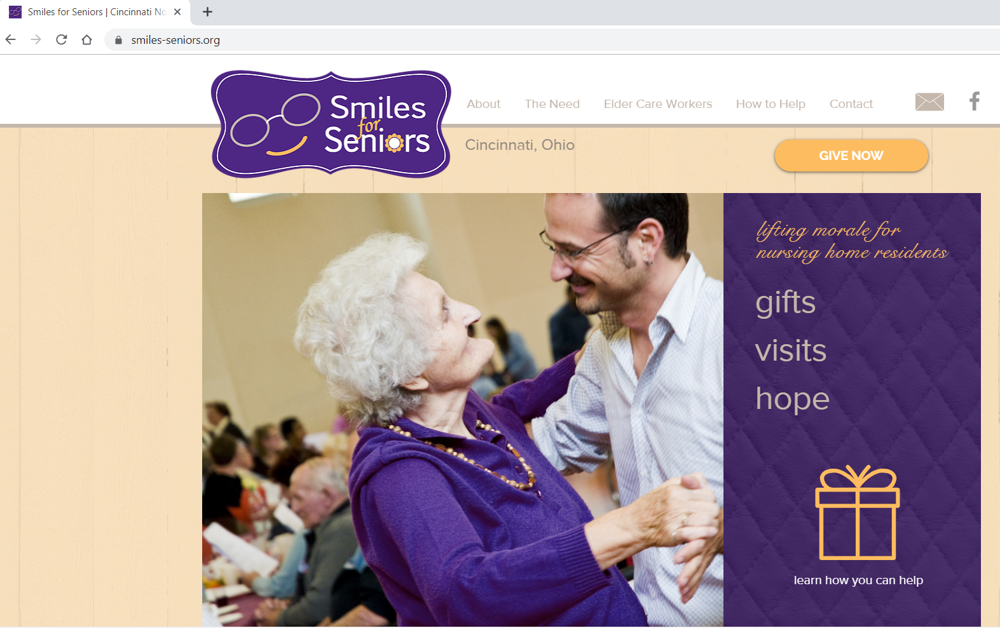 Smiles for Seniors | Cincinnati No
smiles-seniors.org
Smiles
for
Seniors
About
The Need
Elder Care Workers
How to Help
Contact
Cincinnati, Ohio
GIVE NOW
lifting morale for
nursing home residents
gifts
visits
hope
learn how you can help